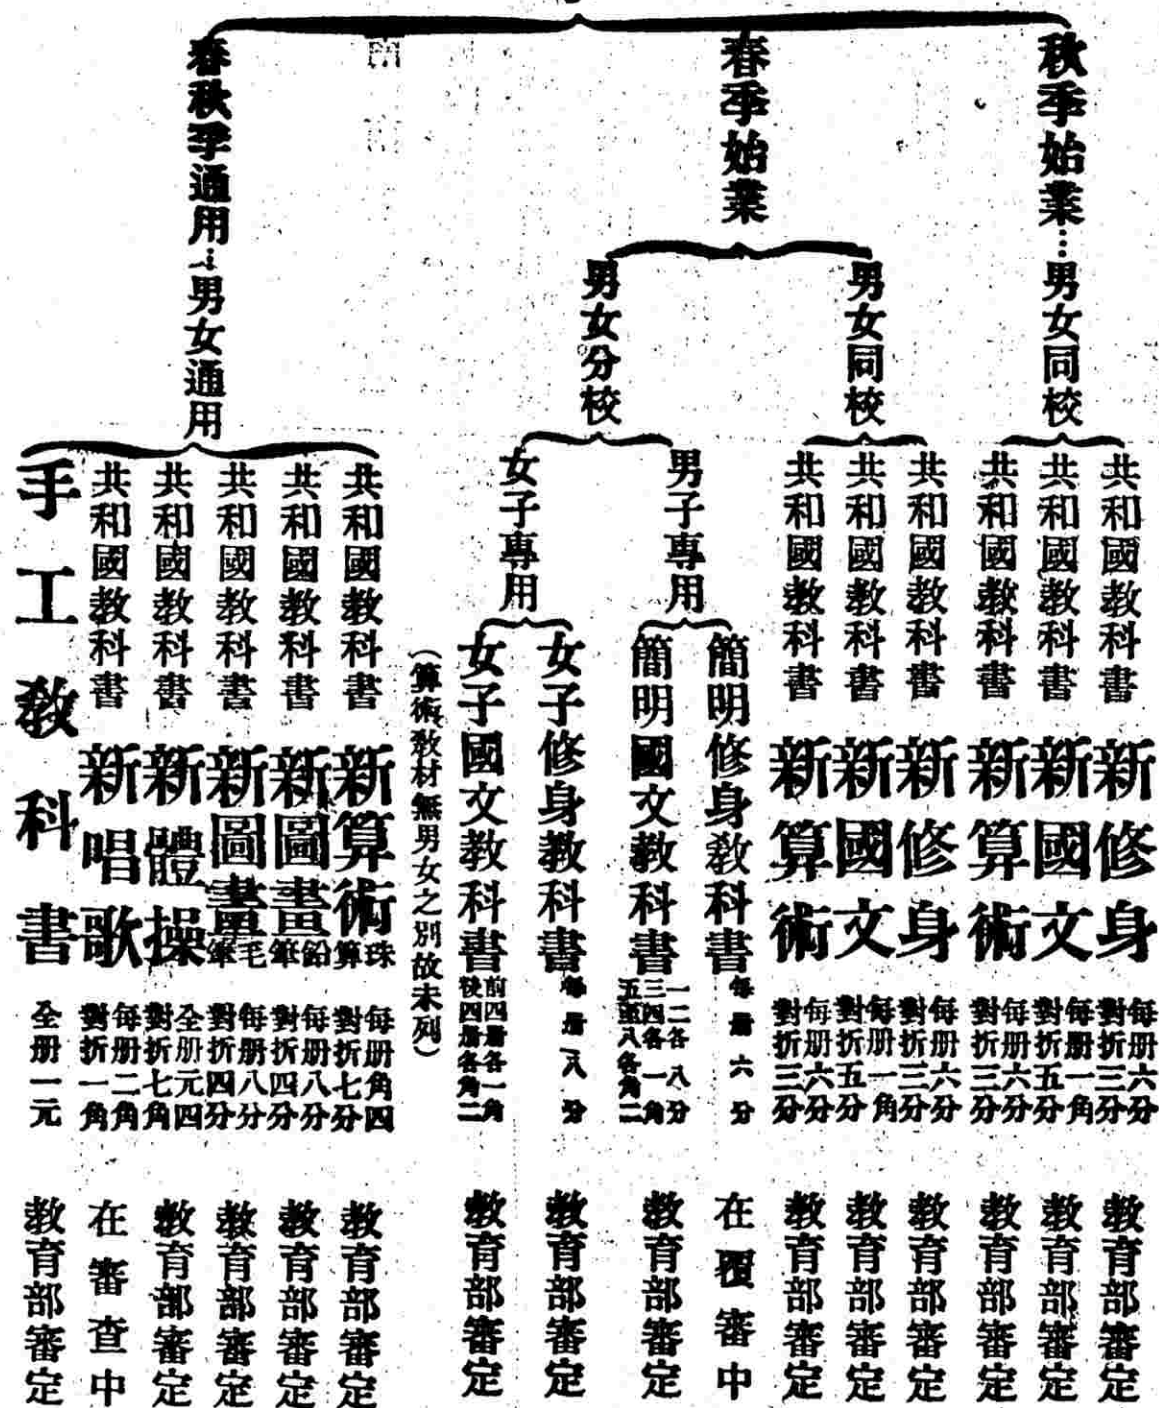 秋季始業…男女同校
共和國教科書 新修身 每册六分 對折三分 教育部審定
共和國教科書 新國文 每册一角 對折五分 教育部審定
共和國教科書 新算術 每册六分 對折三分 教育部審定
春季始業
男女同校
共和國教科書 新修身 每册六分 對折三分 教育部審定
共和國教科書 新國文 每册一角 對折五分 教育部審定
共和國教科書 新算術 每册六分 對折三分 教育部審定
男女分校
男子專用
簡明修身教科書 每册六分 在覆審中
簡明國文教科書 一二各八分 三四各一角 五至八各角二 教育部審定
女子專用
女子修身教科書 每册八分 教育部審定
女子國文教科書 前四册各一角 後四册各角二 教育部審定
（算術教材無男女之別故未列）
春秋季通用…男女通用
共和國教科書 新算術 珠算 每册角四 對折七分 教育部審定
共和國教科書 新圖畫 鉛筆 每册八分 對折四分 教育部審定
共和國教科書 新圖畫 毛筆 每册八分 對折四分 教育部審定
共和國教科書 新體操 全册元四 對折七角 教育部審定
共和國教科書 新唱歌 每册二角 對折一角 在審查中
手工教科書 全册一元 教育部審定